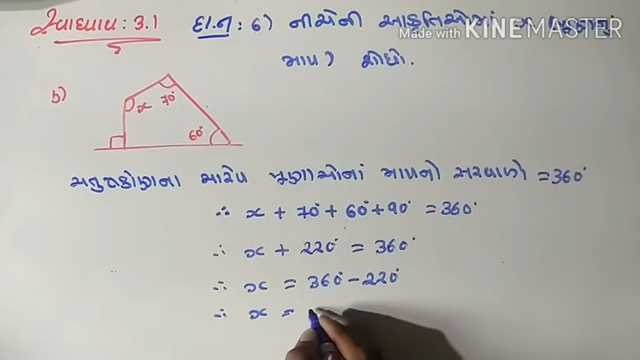 સ્વાધ્યાય : 3.1 દા.ન : 6) નીચેની આકૃતિઓમાં x
Made With KINEMASTER
માપ) શોધો.
b)
x 70°
60°
ચતુષ્કોણના ચારેય ખૂણાઓનાં માપનો સરવાળો = 360°
∴ x + 70° + 60° + 90° = 360°
∴ x + 220° = 360°
∴ x = 360° - 220°
∴ x =